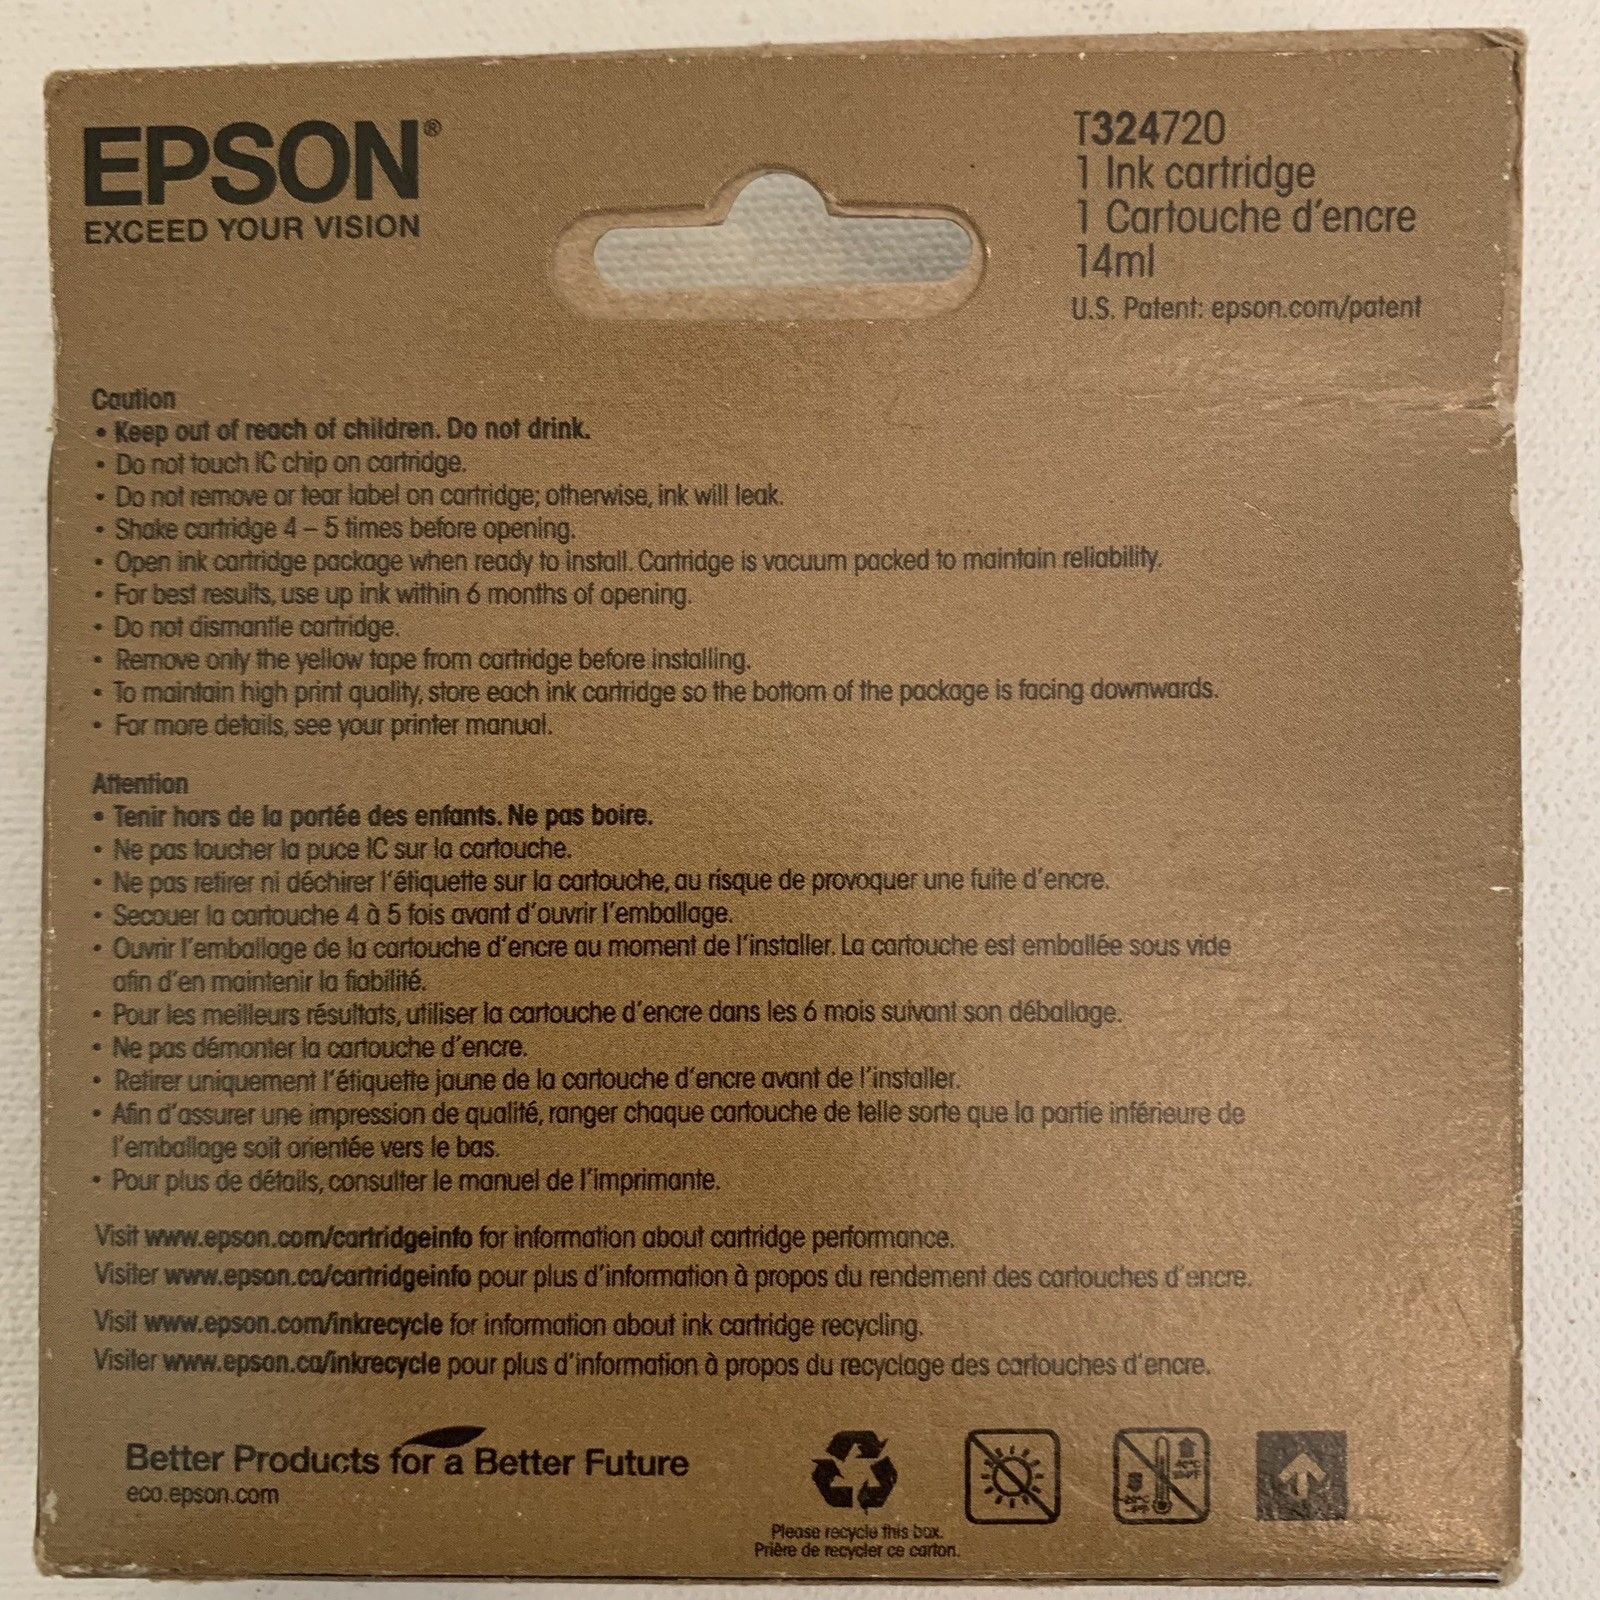 EPSON®
EXCEED YOUR VISION
T324720
1 Ink cartridge
1 Cartouche d'encre
14ml
U.S. Patent: epson.com/patent
Caution
• Keep out of reach of children. Do not drink.
• Do not touch IC chip on cartridge.
• Do not remove or tear label on cartridge; otherwise, ink will leak.
• Shake cartridge 4 – 5 times before opening.
• Open ink cartridge package when ready to install. Cartridge is vacuum packed to maintain reliability.
• For best results, use up ink within 6 months of opening.
• Do not dismantle cartridge.
• Remove only the yellow tape from cartridge before installing.
• To maintain high print quality, store each ink cartridge so the bottom of the package is facing downwards.
• For more details, see your printer manual.
Attention
• Tenir hors de la portée des enfants. Ne pas boire.
• Ne pas toucher la puce IC sur la cartouche.
• Ne pas retirer ni déchirer l'étiquette sur la cartouche, au risque de provoquer une fuite d'encre.
• Secouer la cartouche 4 à 5 fois avant d'ouvrir l'emballage.
• Ouvrir l'emballage de la cartouche d'encre au moment de l'installer. La cartouche est emballée sous vide
afin d'en maintenir la fiabilité.
• Pour les meilleurs résultats, utiliser la cartouche d'encre dans les 6 mois suivant son déballage.
• Ne pas démonter la cartouche d'encre.
• Retirer uniquement l'étiquette jaune de la cartouche d'encre avant de l'installer.
• Afin d'assurer une impression de qualité, ranger chaque cartouche de telle sorte que la partie inférieure de
l'emballage soit orientée vers le bas.
• Pour plus de détails, consulter le manuel de l'imprimante.
Visit www.epson.com/cartridgeinfo for information about cartridge performance.
Visiter www.epson.ca/cartridgeinfo pour plus d'information à propos du rendement des cartouches d'encre.
Visit www.epson.com/inkrecycle for information about ink cartridge recycling.
Visiter www.epson.ca/inkrecycle pour plus d'information à propos du recyclage des cartouches d'encre.
Better Products for a Better Future
eco.epson.com
Please recycle this box.
Prière de recycler ce carton.